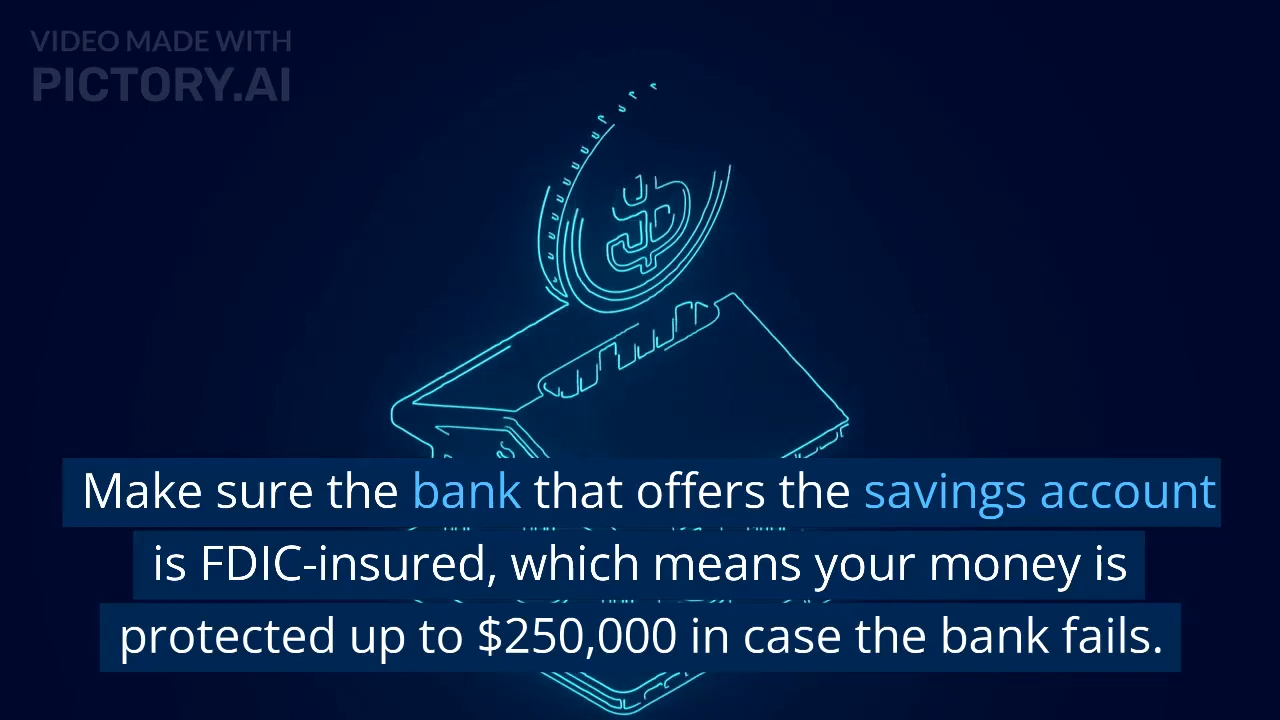 VIDEO MADE WITH
PICTORY.AI
Make sure the bank that offers the savings account
is FDIC-insured, which means your money is
protected up to $250,000 in case the bank fails.